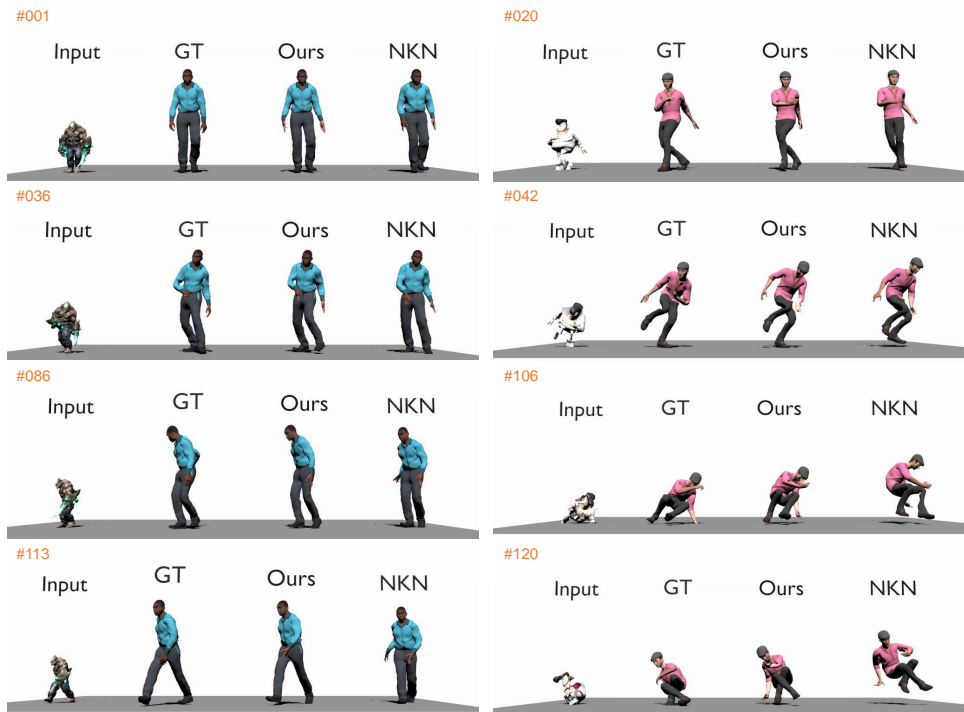 #001
Input GT Ours NKN
#020
Input GT Ours NKN
#036
Input GT Ours NKN
#042
Input GT Ours NKN
#086
Input GT Ours NKN
#106
Input GT Ours NKN
#113
Input GT Ours NKN
#120
Input GT Ours NKN